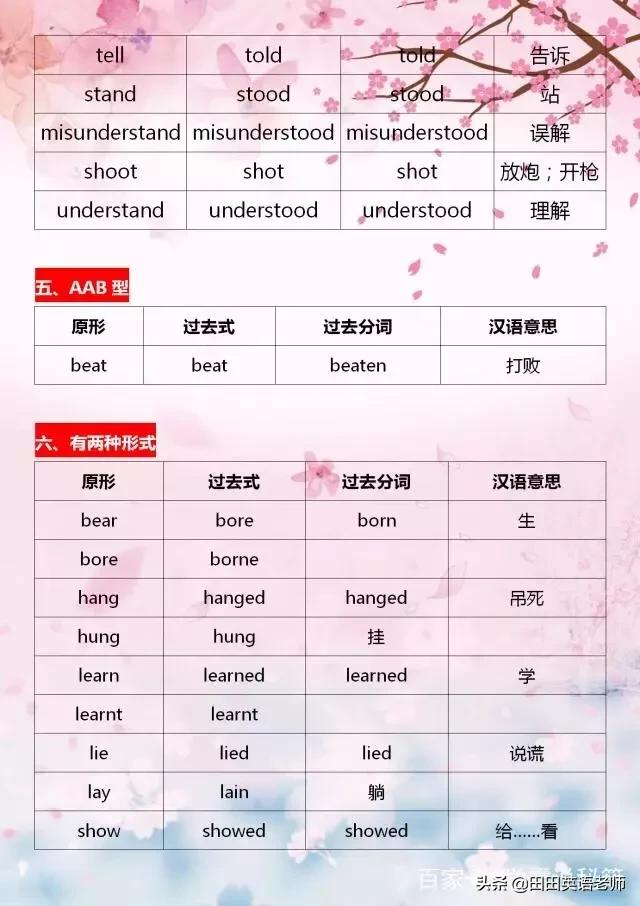 tell told told 告诉
stand stood stood 站
misunderstand misunderstood misunderstood 误解
shoot shot shot 放炮；开枪
understand understood understood 理解
五、AAB 型
原形 过去式 过去分词 汉语意思
beat beat beaten 打败
六、有两种形式
原形 过去式 过去分词 汉语意思
bear bore born 生
bore borne
hang hanged hanged 吊死
hung hung 挂
learn learned learned 学
learnt learnt
lie lied lied 说谎
lay lain 躺
show showed showed 给……看
百家
头条 @田田英语老师